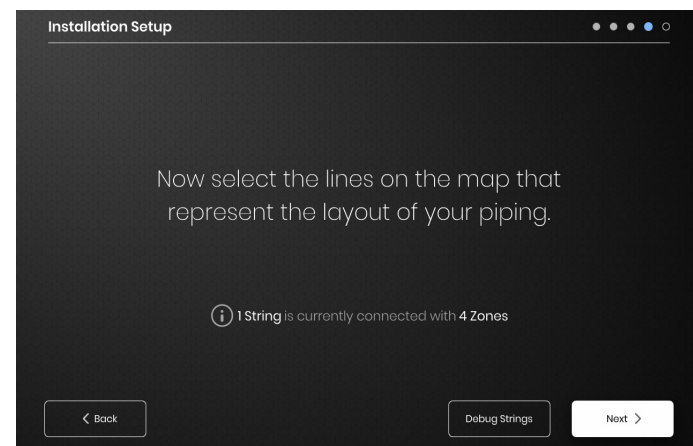 Installation Setup
Now select the lines on the map that
represent the layout of your piping.
1 String is currently connected with 4 Zones
Back
Debug Strings
Next